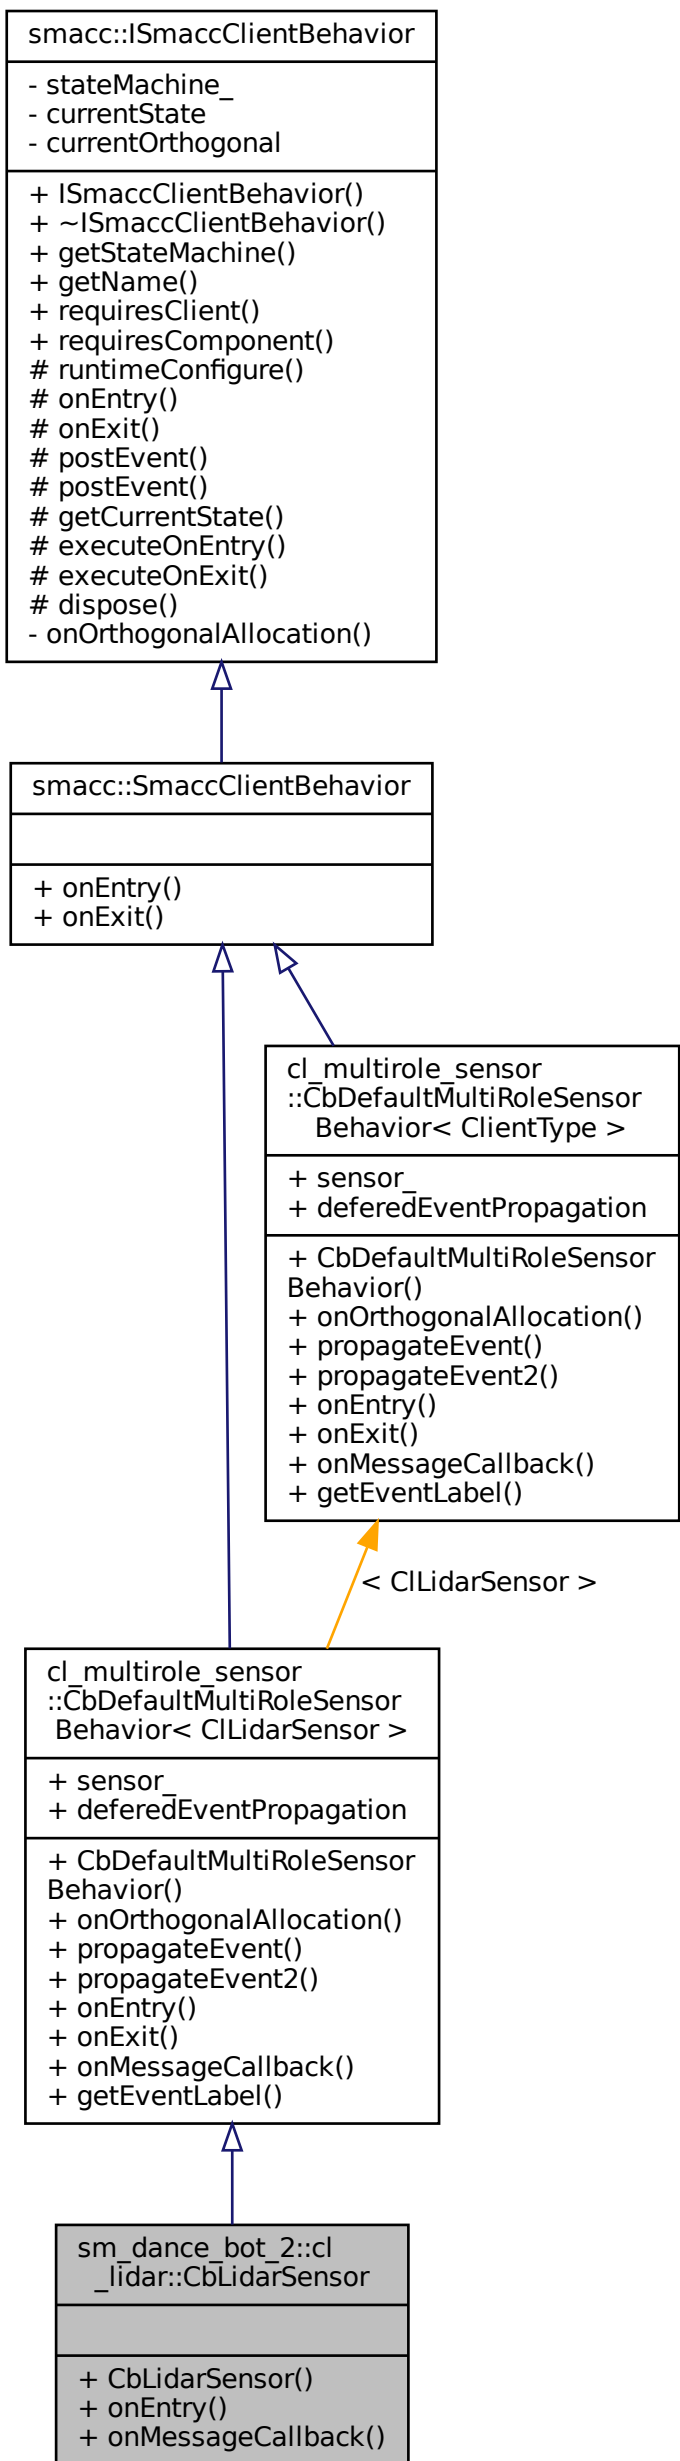 smacc::ISmaccClientBehavior
- stateMachine_
- currentState
- currentOrthogonal
+ ISmaccClientBehavior()
+ ~ISmaccClientBehavior()
+ getStateMachine()
+ getName()
+ requiresClient()
+ requiresComponent()
# runtimeConfigure()
# onEntry()
# onExit()
# postEvent()
# postEvent()
# getCurrentState()
# executeOnEntry()
# executeOnExit()
# dispose()
- onOrthogonalAllocation()
smacc::SmaccClientBehavior
+ onEntry()
+ onExit()
cl_multirole_sensor
::CbDefaultMultiRoleSensor
Behavior< ClientType >
+ sensor_
+ deferedEventPropagation
+ CbDefaultMultiRoleSensor
Behavior()
+ onOrthogonalAllocation()
+ propagateEvent()
+ propagateEvent2()
+ onEntry()
+ onExit()
+ onMessageCallback()
+ getEventLabel()
< ClLidarSensor >
cl_multirole_sensor
::CbDefaultMultiRoleSensor
Behavior< ClLidarSensor >
+ sensor_
+ deferedEventPropagation
+ CbDefaultMultiRoleSensor
Behavior()
+ onOrthogonalAllocation()
+ propagateEvent()
+ propagateEvent2()
+ onEntry()
+ onExit()
+ onMessageCallback()
+ getEventLabel()
sm_dance_bot_2::cl
_lidar::CbLidarSensor
+ CbLidarSensor()
+ onEntry()
+ onMessageCallback()